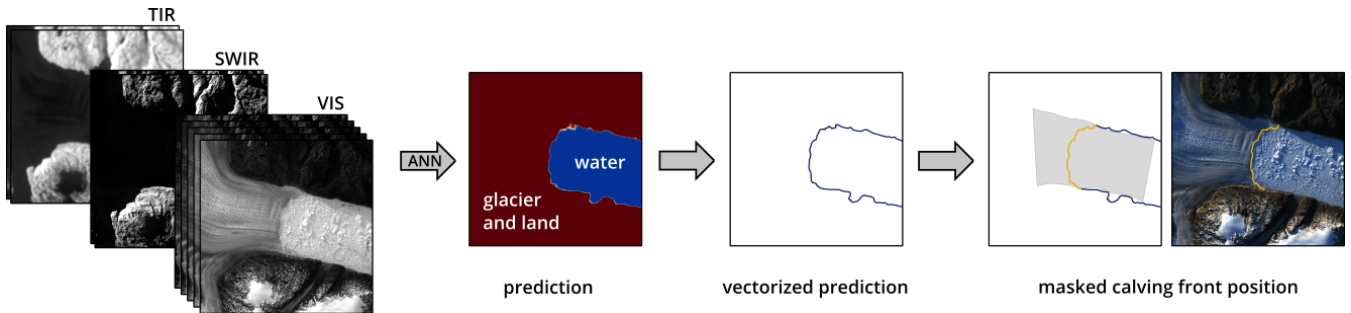 TIR
SWIR
VIS
ANN
water
glacier
and land
prediction
vectorized prediction
masked calving front position